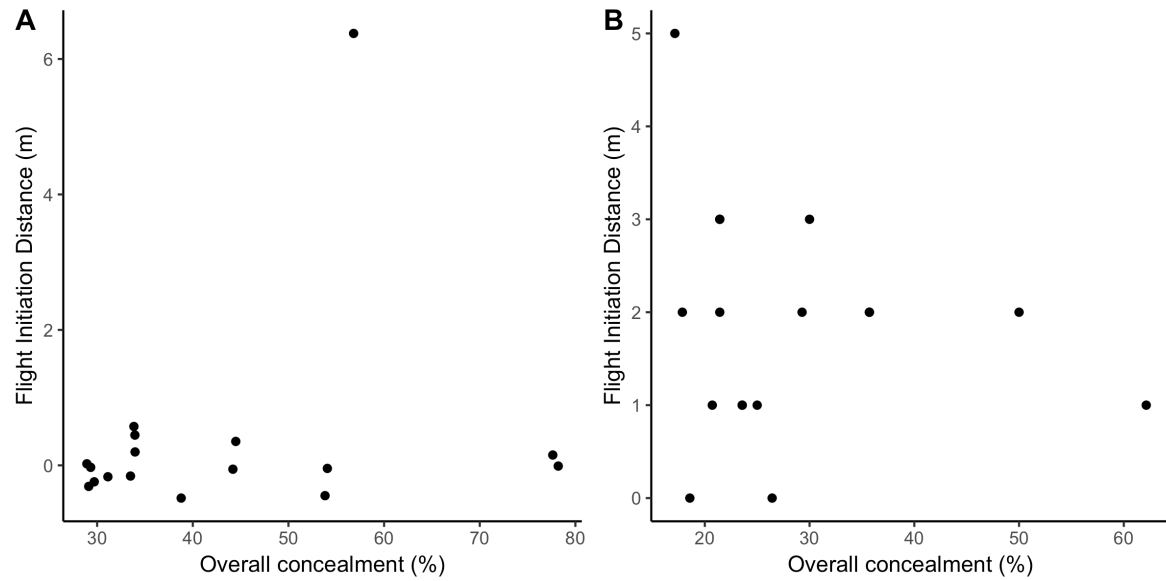 A
Flight Initiation Distance (m)
6
4
2
0
30 40 50 60 70 80
Overall concealment (%)
B
Flight Initiation Distance (m)
5
4
3
2
1
0
20 30 40 50 60
Overall concealment (%)